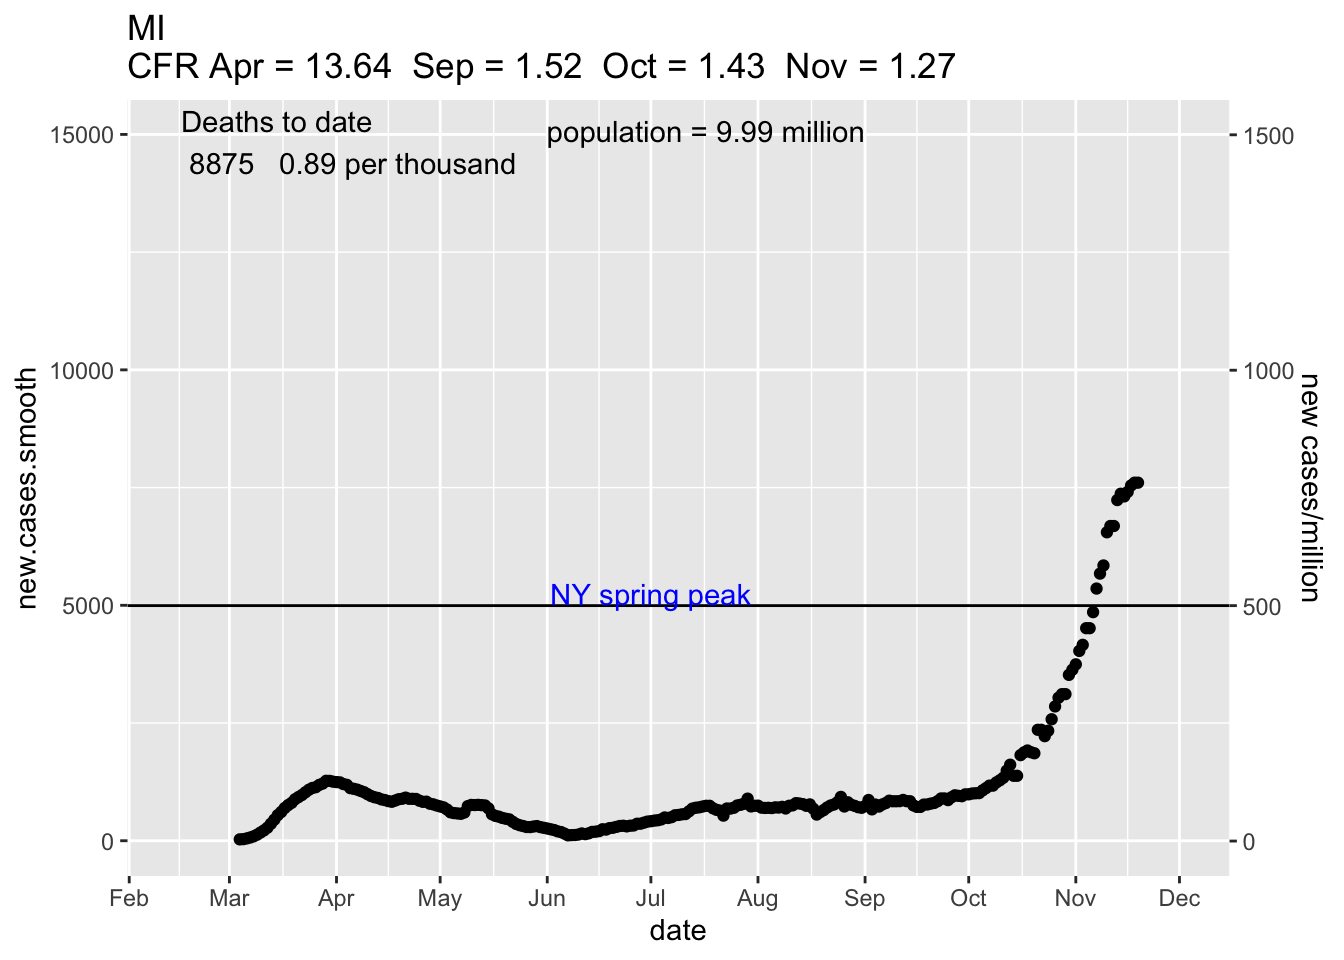 MI
CFR Apr = 13.64  Sep = 1.52  Oct = 1.43  Nov = 1.27
Deaths to date
8875   0.89 per thousand
population = 9.99 million
15000
10000
5000
0
new.cases.smooth
NY spring peak
1500
1000
500
0
new cases/million
Feb Mar Apr May Jun Jul Aug Sep Oct Nov Dec
date